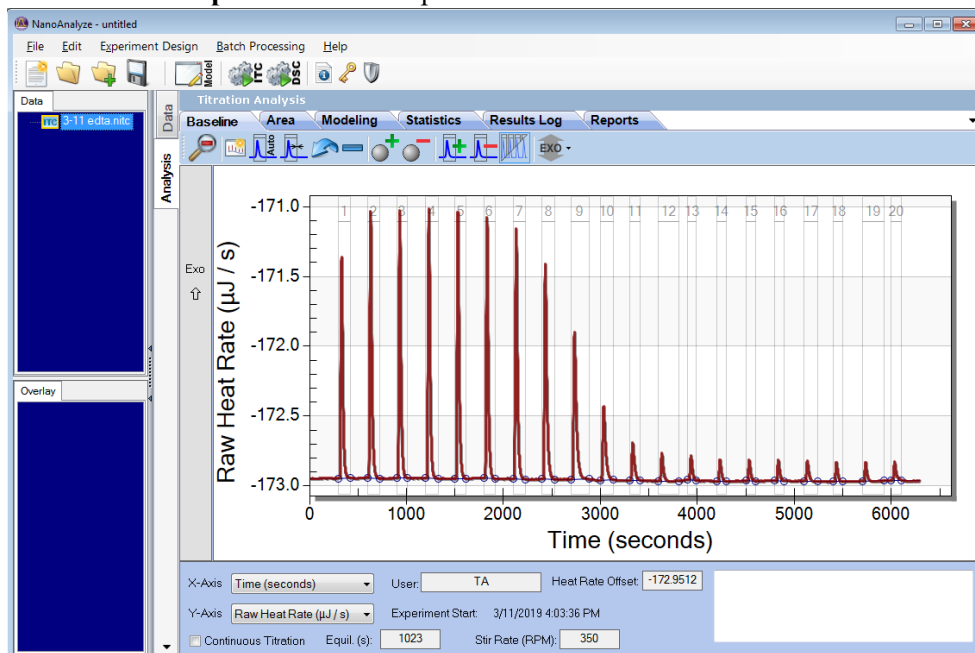 NanoAnalyze - untitled
File Edit Experiment Design Batch Processing Help
Model ITC DSC
Data
ITC 3-11 edta.nitc
Overlay
Data
Analysis
Titration Analysis
Baseline Area Modeling Statistics Results Log Reports
Auto EXO
Exo
Raw Heat Rate (µJ / s)
-171.0
-171.5
-172.0
-172.5
-173.0
1 2 3 4 5 6 7 8 9 10 11 12 13 14 15 16 17 18 19 20
0 1000 2000 3000 4000 5000 6000
Time (seconds)
X-Axis Time (seconds) User: TA Heat Rate Offset: -172.9512
Y-Axis Raw Heat Rate (µJ / s) Experiment Start: 3/11/2019 4:03:36 PM
Continuous Titration Equil. (s): 1023 Stir Rate (RPM): 350